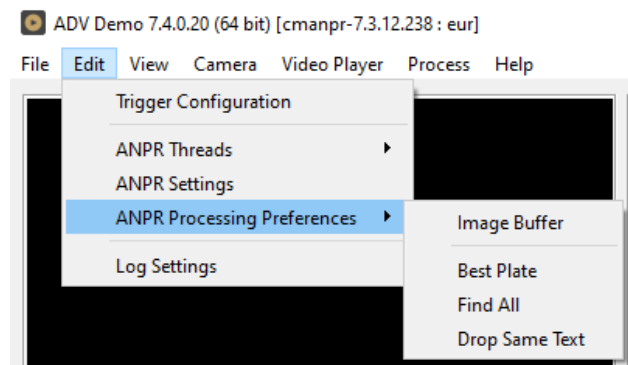 ADV Demo 7.4.0.20 (64 bit) [cmanpr-7.3.12.238 : eur]
File Edit View Camera Video Player Process Help
Trigger Configuration
ANPR Threads
ANPR Settings
ANPR Processing Preferences
Log Settings
Image Buffer
Best Plate
Find All
Drop Same Text